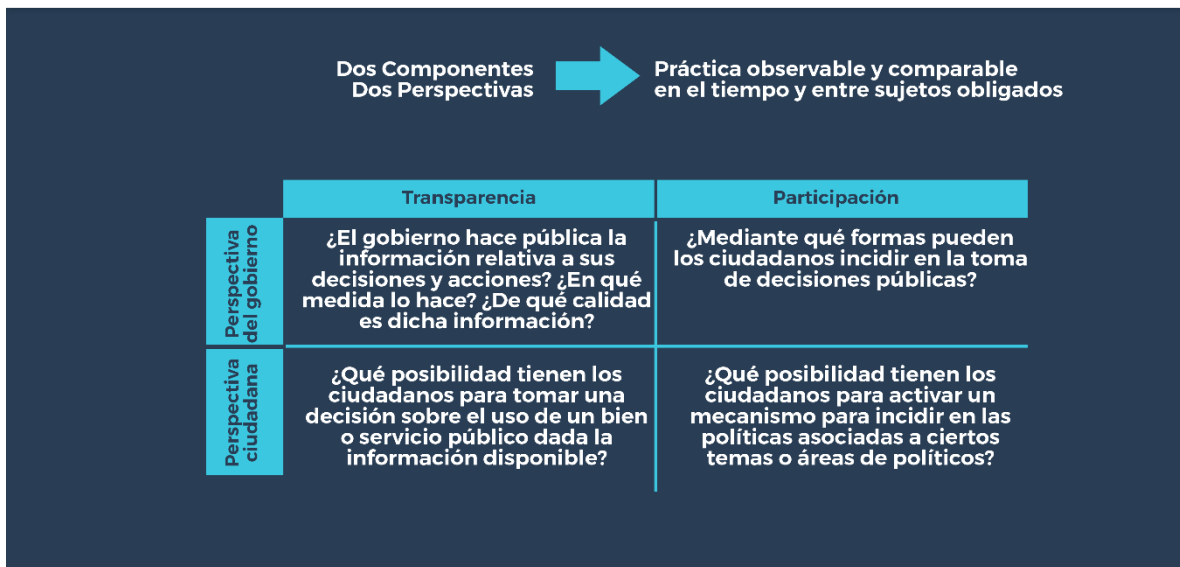 Dos Componentes
Dos Perspectivas
Práctica observable y comparable
en el tiempo y entre sujetos obligados
Transparencia
Participación
Perspectiva
del gobierno
¿El gobierno hace pública la
información relativa a sus
decisiones y acciones? ¿En qué
medida lo hace? ¿De qué calidad
es dicha información?
¿Mediante qué formas pueden
los ciudadanos incidir en la toma
de decisiones públicas?
Perspectiva
ciudadana
¿Qué posibilidad tienen los
ciudadanos para tomar una
decisión sobre el uso de un bien
o servicio público dada la
información disponible?
¿Qué posibilidad tienen los
ciudadanos para activar un
mecanismo para incidir en las
políticas asociadas a ciertos
temas o áreas de políticos?